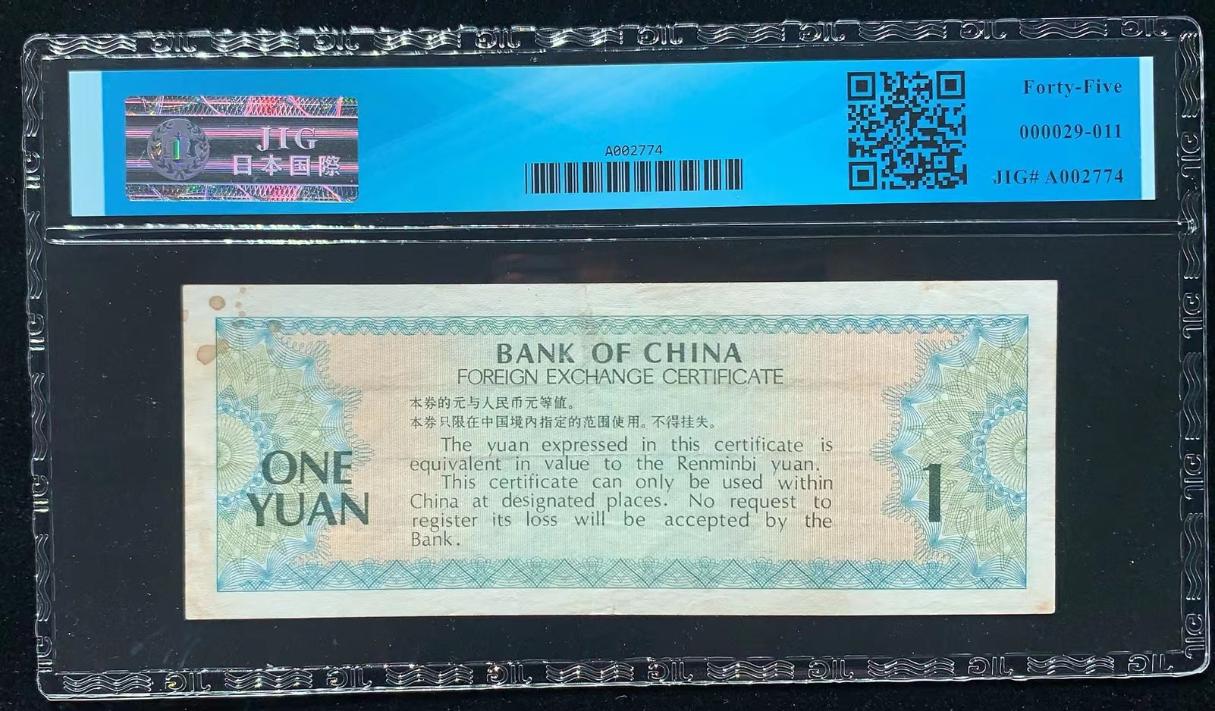 JIG
日本国際
A002774
Forty-Five
000029-011
JIG# A002774
BANK OF CHINA
FOREIGN EXCHANGE CERTIFICATE
本券的元与人民币元等值。
本券只限在中国境内指定的范围使用。不得挂失。
The yuan expressed in this certificate is
equivalent in value to the Renminbi yuan.
This certificate can only be used within
China at designated places. No request to
register its loss will be accepted by the
Bank.
ONE
YUAN
1